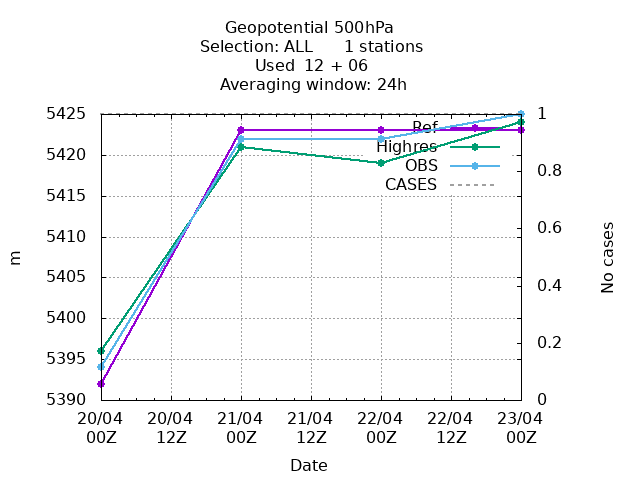 Geopotential 500hPa
Selection: ALL 1 stations
Used 12 + 06
Averaging window: 24h
5425
5420
5415
5410
5405
5400
5395
5390
m
1
0.8
0.6
0.4
0.2
0
No cases
Ref
Highres
OBS
CASES
20/04 20/04 21/04 21/04 22/04 22/04 23/04
00Z 12Z 00Z 12Z 00Z 12Z 00Z
Date